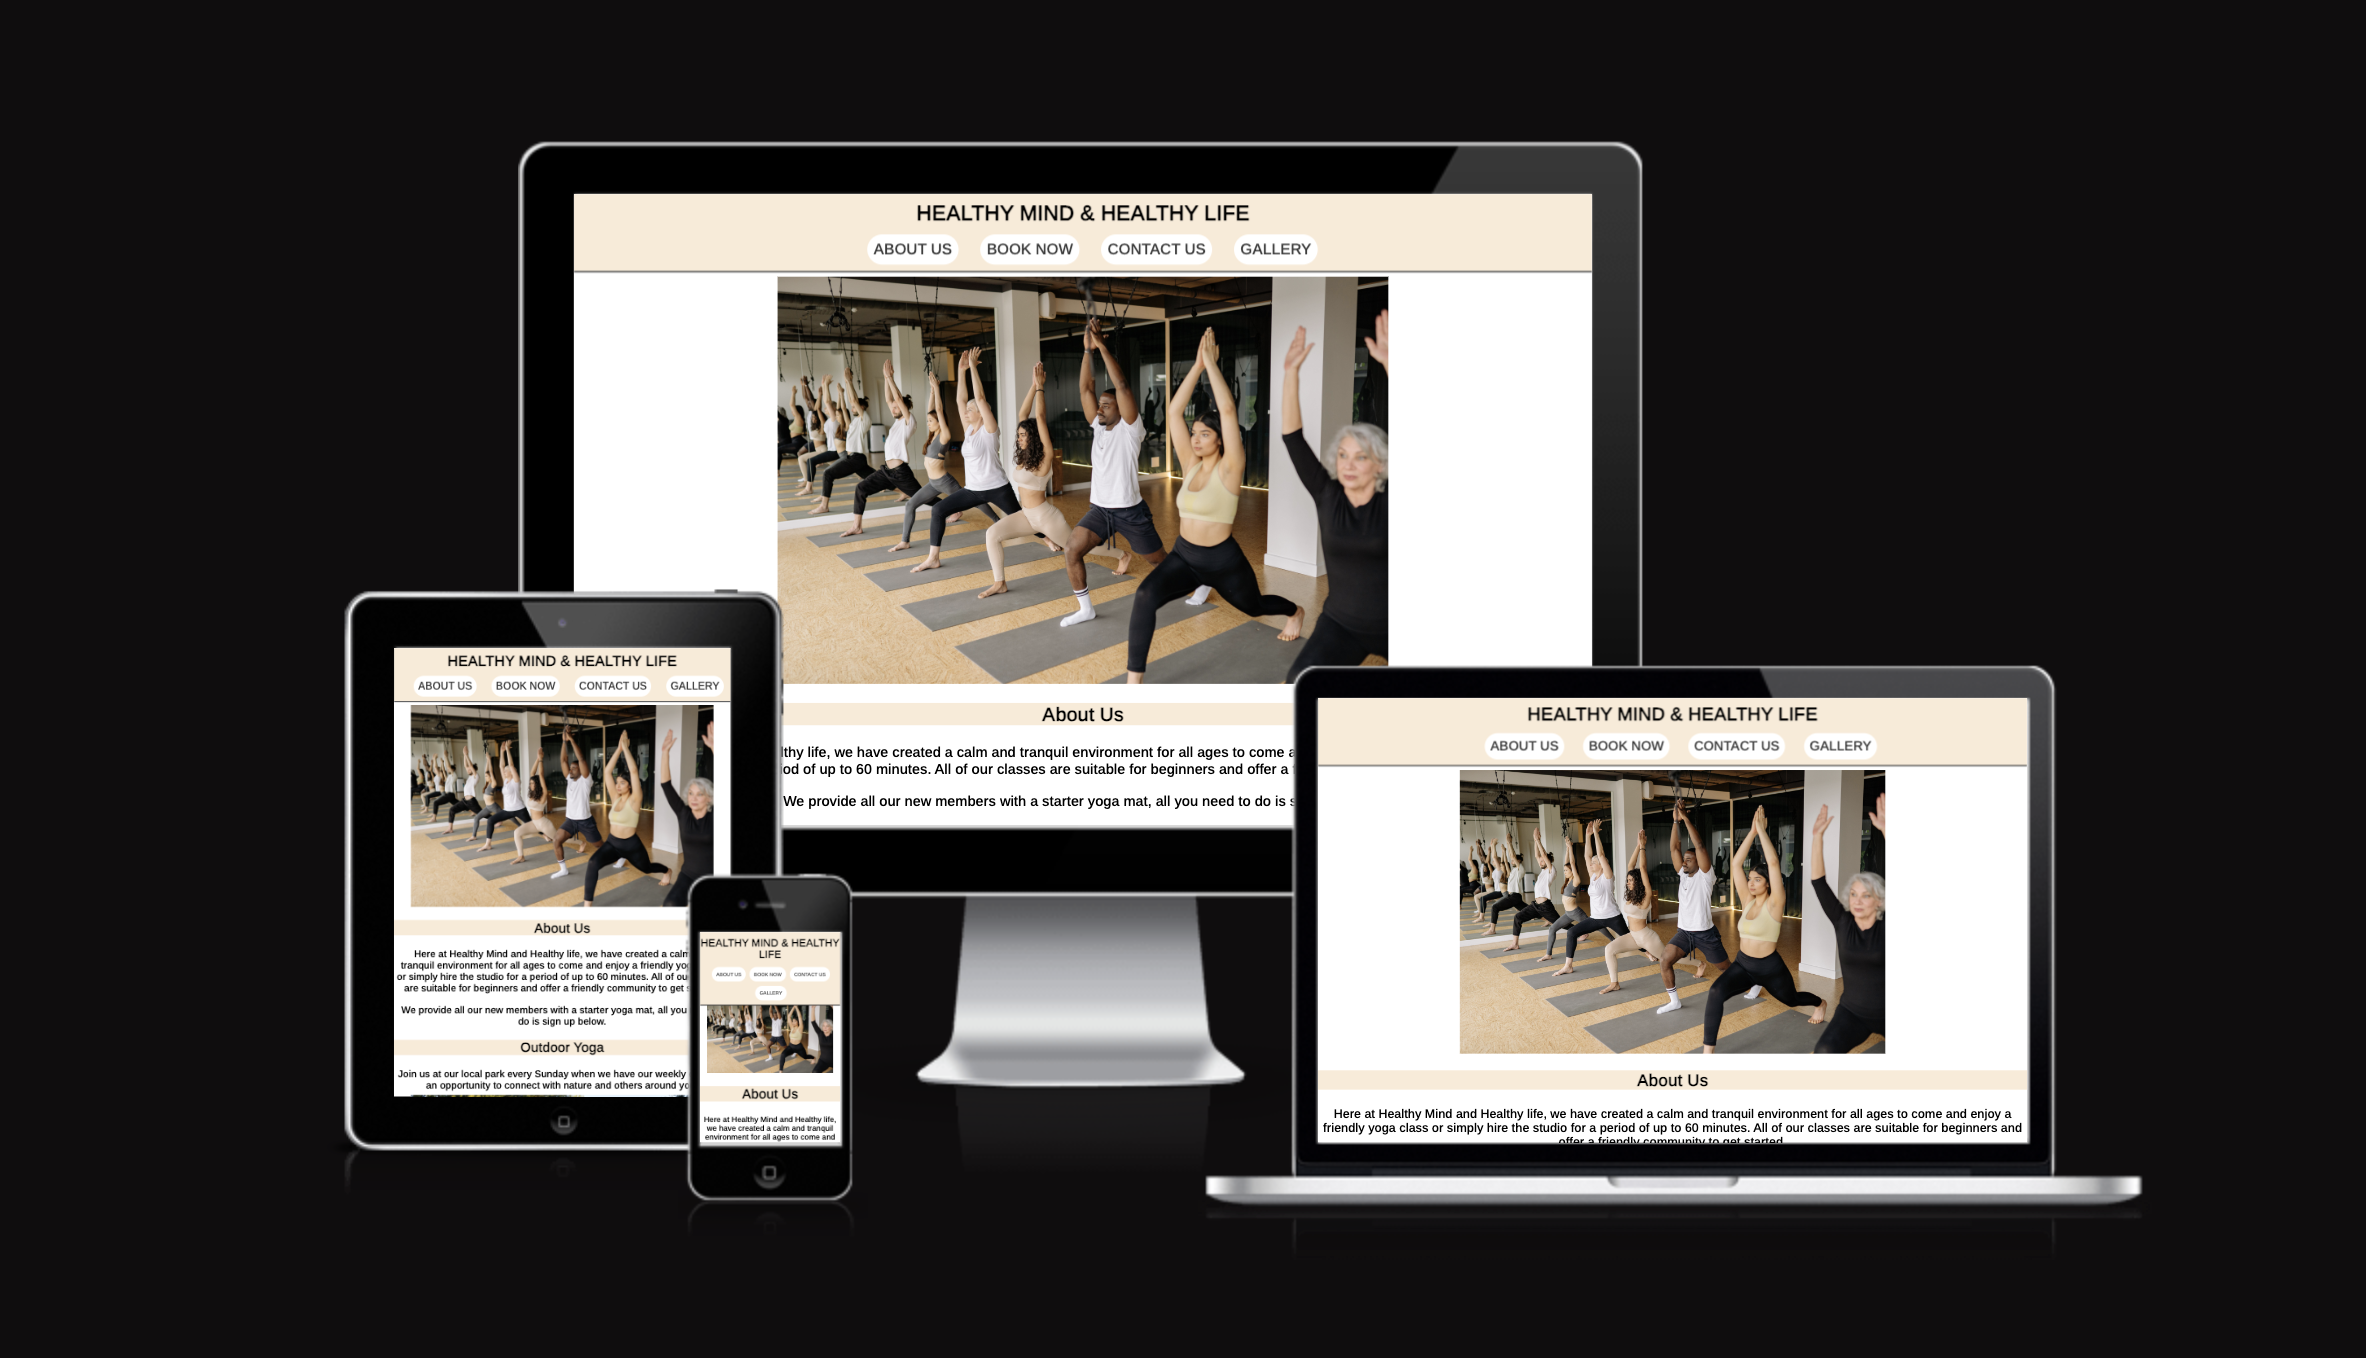 HEALTHY MIND & HEALTHY LIFE
ABOUT US BOOK NOW CONTACT US GALLERY
About Us
life, we have created a calm and tranquil environment for all ages to come
of up to 60 minutes. All of our classes are suitable for beginners and offer a
We provide all our new members with a starter yoga mat, all you need to do is
HEALTHY MIND & HEALTHY LIFE
ABOUT US BOOK NOW CONTACT US GALLERY
About Us
Here at Healthy Mind and Healthy life, we have created a calm
tranquil environment for all ages to come and enjoy a friendly
or simply hire the studio for a period of up to 60 minutes. All of
are suitable for beginners and offer a friendly community to get
We provide all our new members with a starter yoga mat, all you
do is sign up below.
Outdoor Yoga
Join us at our local park every Sunday when we have our weekly
an opportunity to connect with nature and others around
HEALTHY MIND & HEALTHY
LIFE
ABOUT US BOOK NOW CONTACT US
GALLERY
About Us
Here at Healthy Mind and Healthy life,
we have created a calm and tranquil
environment for all ages to come and
HEALTHY MIND & HEALTHY LIFE
ABOUT US BOOK NOW CONTACT US GALLERY
About Us
Here at Healthy Mind and Healthy life, we have created a calm and tranquil environment for all ages to come and enjoy a
friendly yoga class or simply hire the studio for a period of up to 60 minutes. All of our classes are suitable for beginners and
offer a friendly community to get started